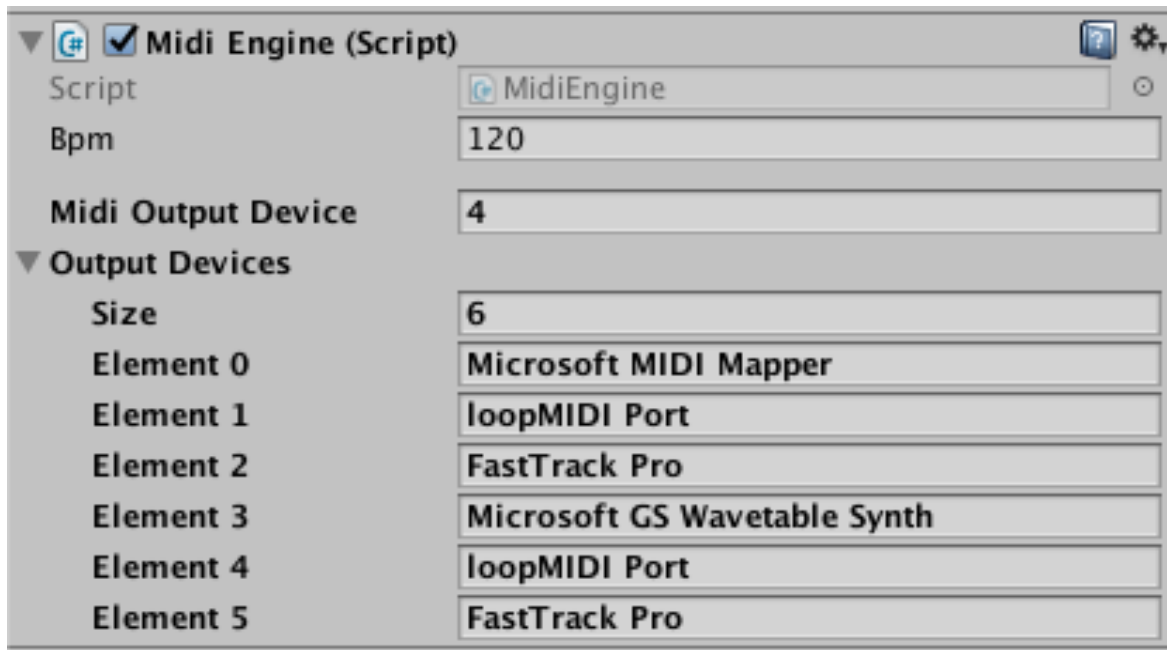 Midi Engine (Script)
Script MidiEngine
Bpm 120
Midi Output Device 4
Output Devices
Size 6
Element 0 Microsoft MIDI Mapper
Element 1 loopMIDI Port
Element 2 FastTrack Pro
Element 3 Microsoft GS Wavetable Synth
Element 4 loopMIDI Port
Element 5 FastTrack Pro